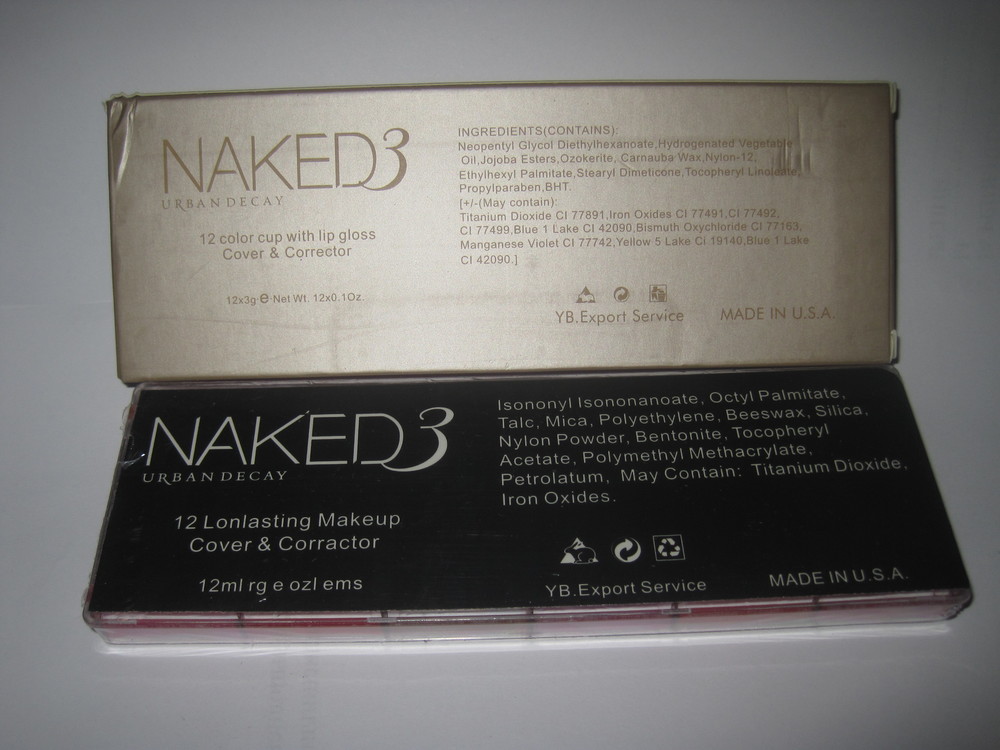 NAKED3
URBAN DECAY
12 color cup with lip gloss
Cover & Corrector
12x3g e Net Wt. 12x0.1Oz.
INGREDIENTS(CONTAINS):
Neopentyl Glycol Diethylhexanoate,Hydrogenated Vegetable
Oil,Jojoba Esters,Ozokerite, Carnauba Wax,Nylon-12,
Ethylhexyl Palmitate,Stearyl Dimeticone,Tocopheryl Linoleate,
Propylparaben,BHT.
[+/-(May contain):
Titanium Dioxide CI 77891,Iron Oxides CI 77491,CI 77492,
CI 77499,Blue 1 Lake CI 42090,Bismuth Oxychloride CI 77163,
Manganese Violet CI 77742,Yellow 5 Lake CI 19140,Blue 1 Lake
CI 42090.]
YB.Export Service
MADE IN U.S.A.
NAKED3
URBAN DECAY
12 Lonlasting Makeup
Cover & Corractor
12ml rg e ozl ems
Isononyl Isononanoate, Octyl Palmitate,
Talc, Mica, Polyethylene, Beeswax, Silica,
Nylon Powder, Bentonite, Tocopheryl
Acetate, Polymethyl Methacrylate,
Petrolatum, May Contain: Titanium Dioxide,
Iron Oxides.
YB.Export Service
MADE IN U.S.A.